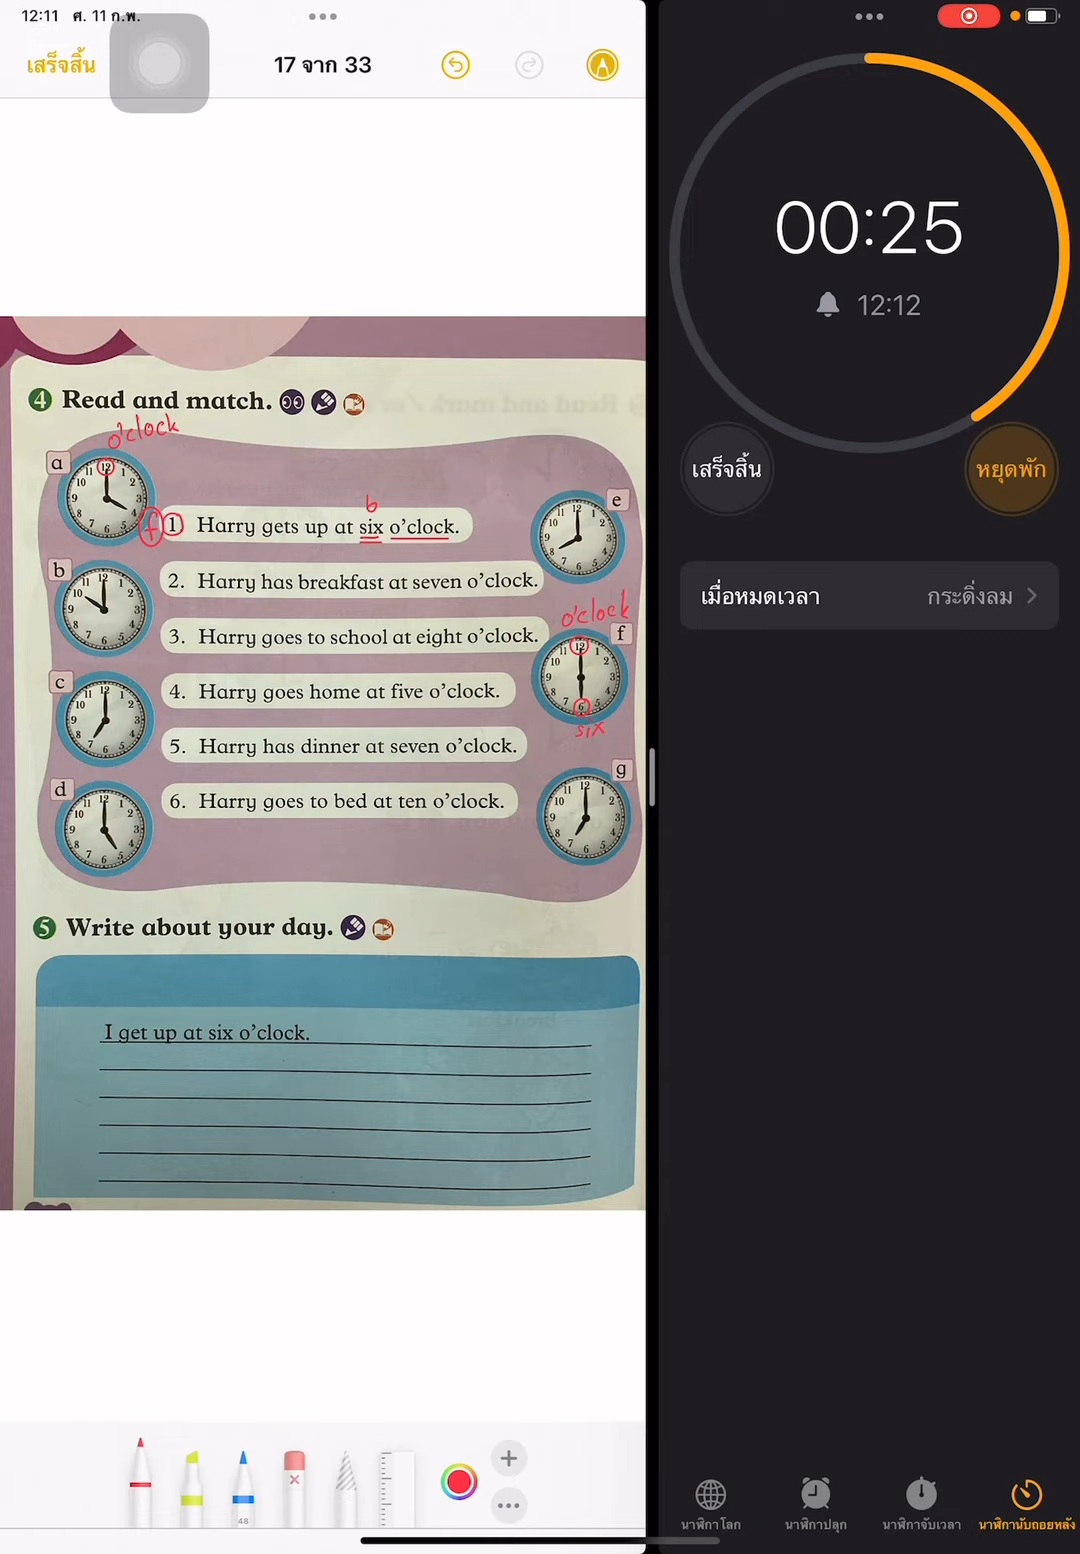 12:11 ศ. 11 ก.พ.
เสร็จสิ้น
17 จาก 33
4 Read and match.
o'clock
a
b
f 1. Harry gets up at six o'clock.
e
b
2. Harry has breakfast at seven o'clock.
o'clock
3. Harry goes to school at eight o'clock.
f
c
4. Harry goes home at five o'clock.
six
5. Harry has dinner at seven o'clock.
g
d
6. Harry goes to bed at ten o'clock.
5 Write about your day.
I get up at six o'clock.
48
00:25
12:12
เสร็จสิ้น
หยุดพัก
เมื่อหมดเวลา
กระดิ่งลม
นาฬิกาโลก
นาฬิกาปลุก
นาฬิกาจับเวลา
นาฬิกานับถอยหลัง